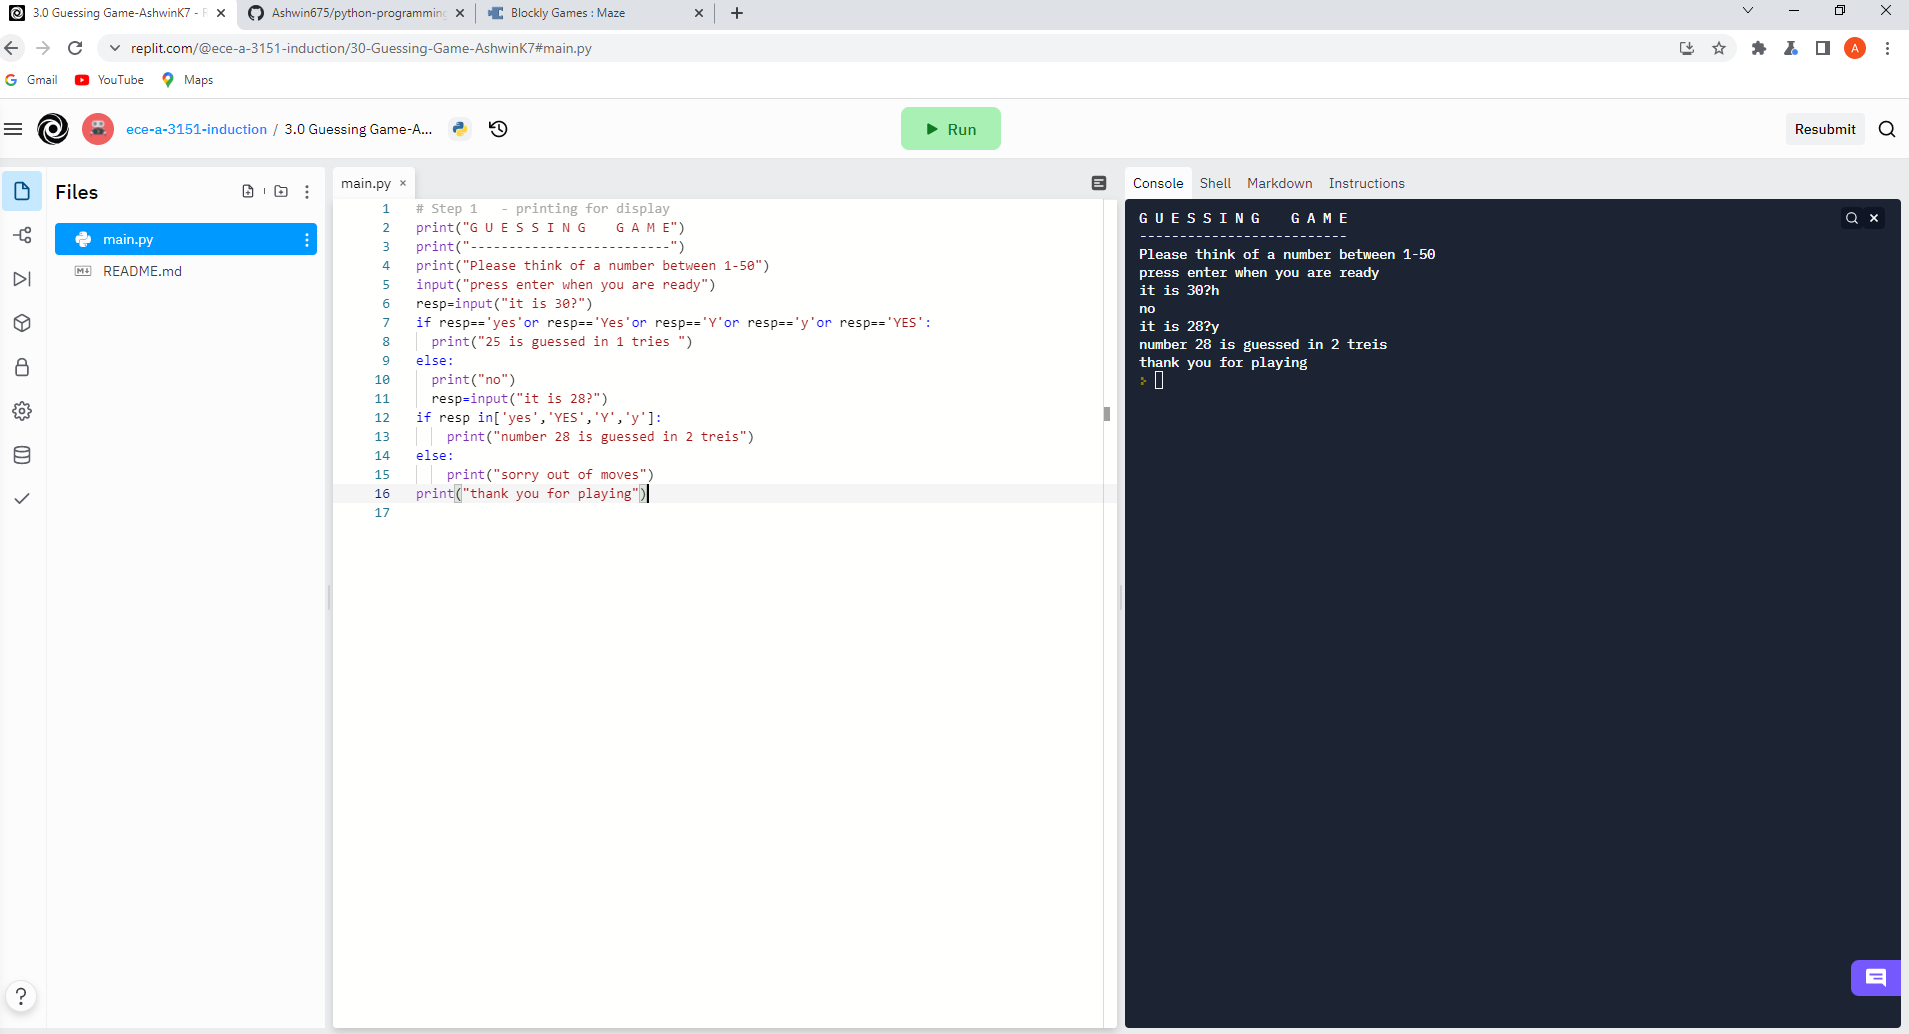 3.0 Guessing Game-AshwinK7 - R
Ashwin675/python-programming
Blockly Games : Maze
replit.com/@ece-a-3151-induction/30-Guessing-Game-AshwinK7#main.py
A
Gmail
YouTube
Maps
ece-a-3151-induction / 3.0 Guessing Game-A...
Run
Resubmit
Files
main.py
README.md
main.py
1 # Step 1   - printing for display
2 print("G U E S S I N G    G A M E")
3 print("--------------------------")
4 print("Please think of a number between 1-50")
5 input("press enter when you are ready")
6 resp=input("it is 30?")
7 if resp=='yes'or resp=='Yes'or resp=='Y'or resp=='y'or resp=='YES':
8   print("25 is guessed in 1 tries ")
9 else:
10   print("no")
11   resp=input("it is 28?")
12 if resp in['yes','YES','Y','y']:
13     print("number 28 is guessed in 2 treis")
14 else:
15     print("sorry out of moves")
16 print("thank you for playing")
17
Console Shell Markdown Instructions
G U E S S I N G    G A M E
--------------------------
Please think of a number between 1-50
press enter when you are ready
it is 30?h
no
it is 28?y
number 28 is guessed in 2 treis
thank you for playing
?